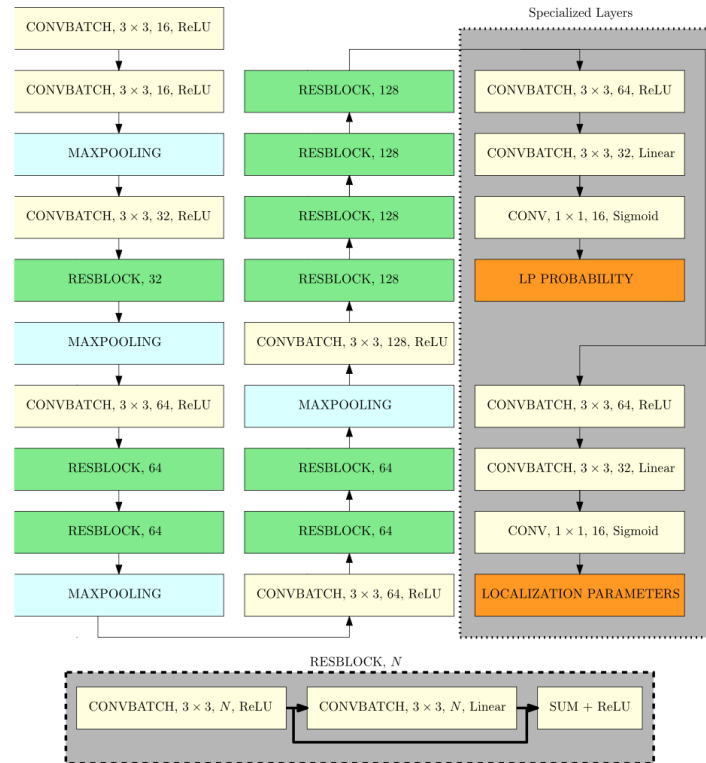 CONVBATCH, 3 × 3, 16, ReLU
CONVBATCH, 3 × 3, 16, ReLU
MAXPOOLING
CONVBATCH, 3 × 3, 32, ReLU
RESBLOCK, 32
MAXPOOLING
CONVBATCH, 3 × 3, 64, ReLU
RESBLOCK, 64
RESBLOCK, 64
MAXPOOLING
RESBLOCK, 128
RESBLOCK, 128
RESBLOCK, 128
RESBLOCK, 128
CONVBATCH, 3 × 3, 128, ReLU
MAXPOOLING
RESBLOCK, 64
RESBLOCK, 64
CONVBATCH, 3 × 3, 64, ReLU
Specialized Layers
CONVBATCH, 3 × 3, 64, ReLU
CONVBATCH, 3 × 3, 32, Linear
CONV, 1 × 1, 16, Sigmoid
LP PROBABILITY
CONVBATCH, 3 × 3, 64, ReLU
CONVBATCH, 3 × 3, 32, Linear
CONV, 1 × 1, 16, Sigmoid
LOCALIZATION PARAMETERS
RESBLOCK, N
CONVBATCH, 3 × 3, N, ReLU
CONVBATCH, 3 × 3, N, Linear
SUM + ReLU